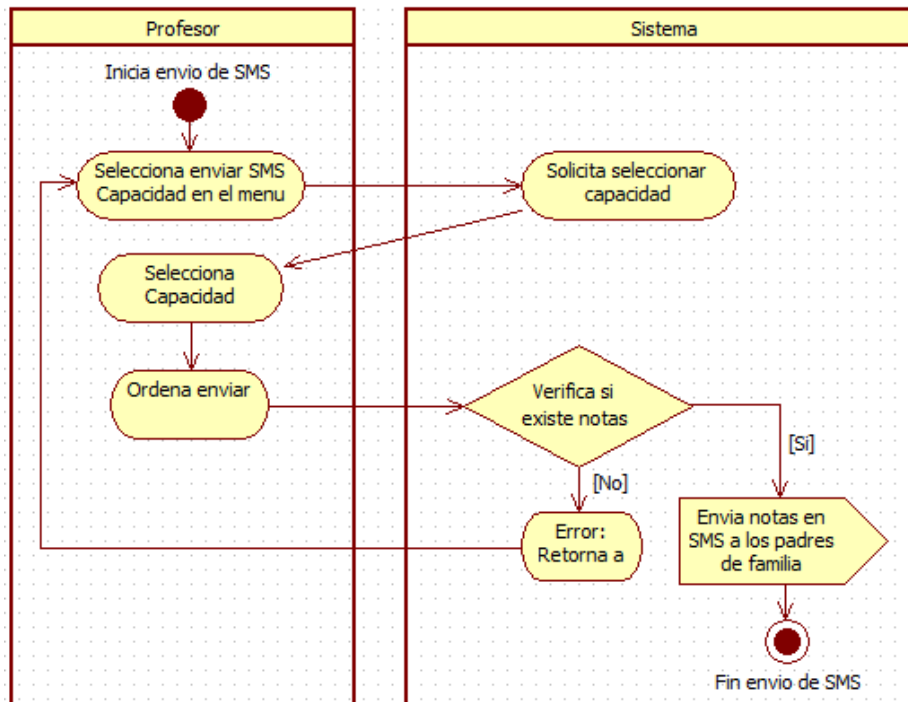 Profesor
Sistema
Inicia envio de SMS
Selecciona enviar SMS
Capacidad en el menu
Solicita seleccionar
capacidad
Selecciona
Capacidad
Ordena enviar
Verifica si
existe notas
[Sí]
[No]
Error:
Retorna a
Envia notas en
SMS a los padres
de familia
Fin envio de SMS